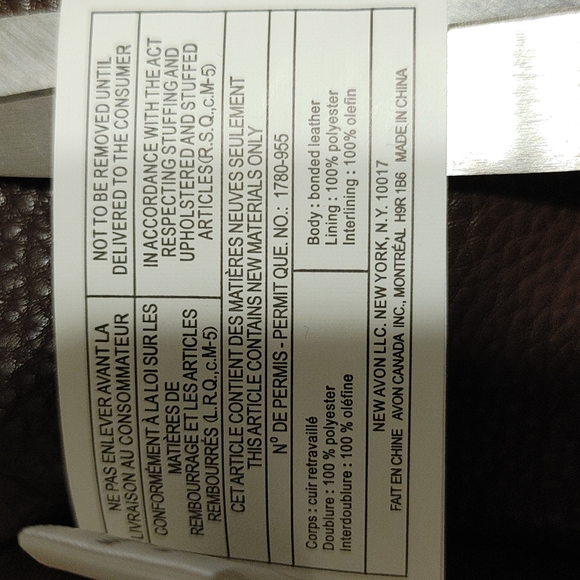 NE PAS ENLEVER AVANT LA
LIVRAISON AU CONSOMMATEUR
NOT TO BE REMOVED UNTIL
DELIVERED TO THE CONSUMER
CONFORMÉMENT À LA LOI SUR LES
MATIÈRES DE
REMBOURRAGE ET LES ARTICLES
REMBOURRÉS (L.R.Q.,c.M-5)
IN ACCORDANCE WITH THE ACT
RESPECTING STUFFING AND
UPHOLSTERED AND STUFFED
ARTICLES(R.S.Q.,c.M-5)
CET ARTICLE CONTIENT DES MATIÈRES NEUVES SEULEMENT
THIS ARTICLE CONTAINS NEW MATERIALS ONLY
N° DE PERMIS - PERMIT QUE. NO.: 1780-955
Corps : cuir retravaillé
Doublure : 100 % polyester
Interdoublure : 100 % oléfine
Body : bonded leather
Lining : 100% polyester
Interlining : 100% olefin
NEW AVON LLC. NEW YORK, N.Y. 10017
FAIT EN CHINE AVON CANADA INC., MONTRÉAL H9R 1B6 MADE IN CHINA